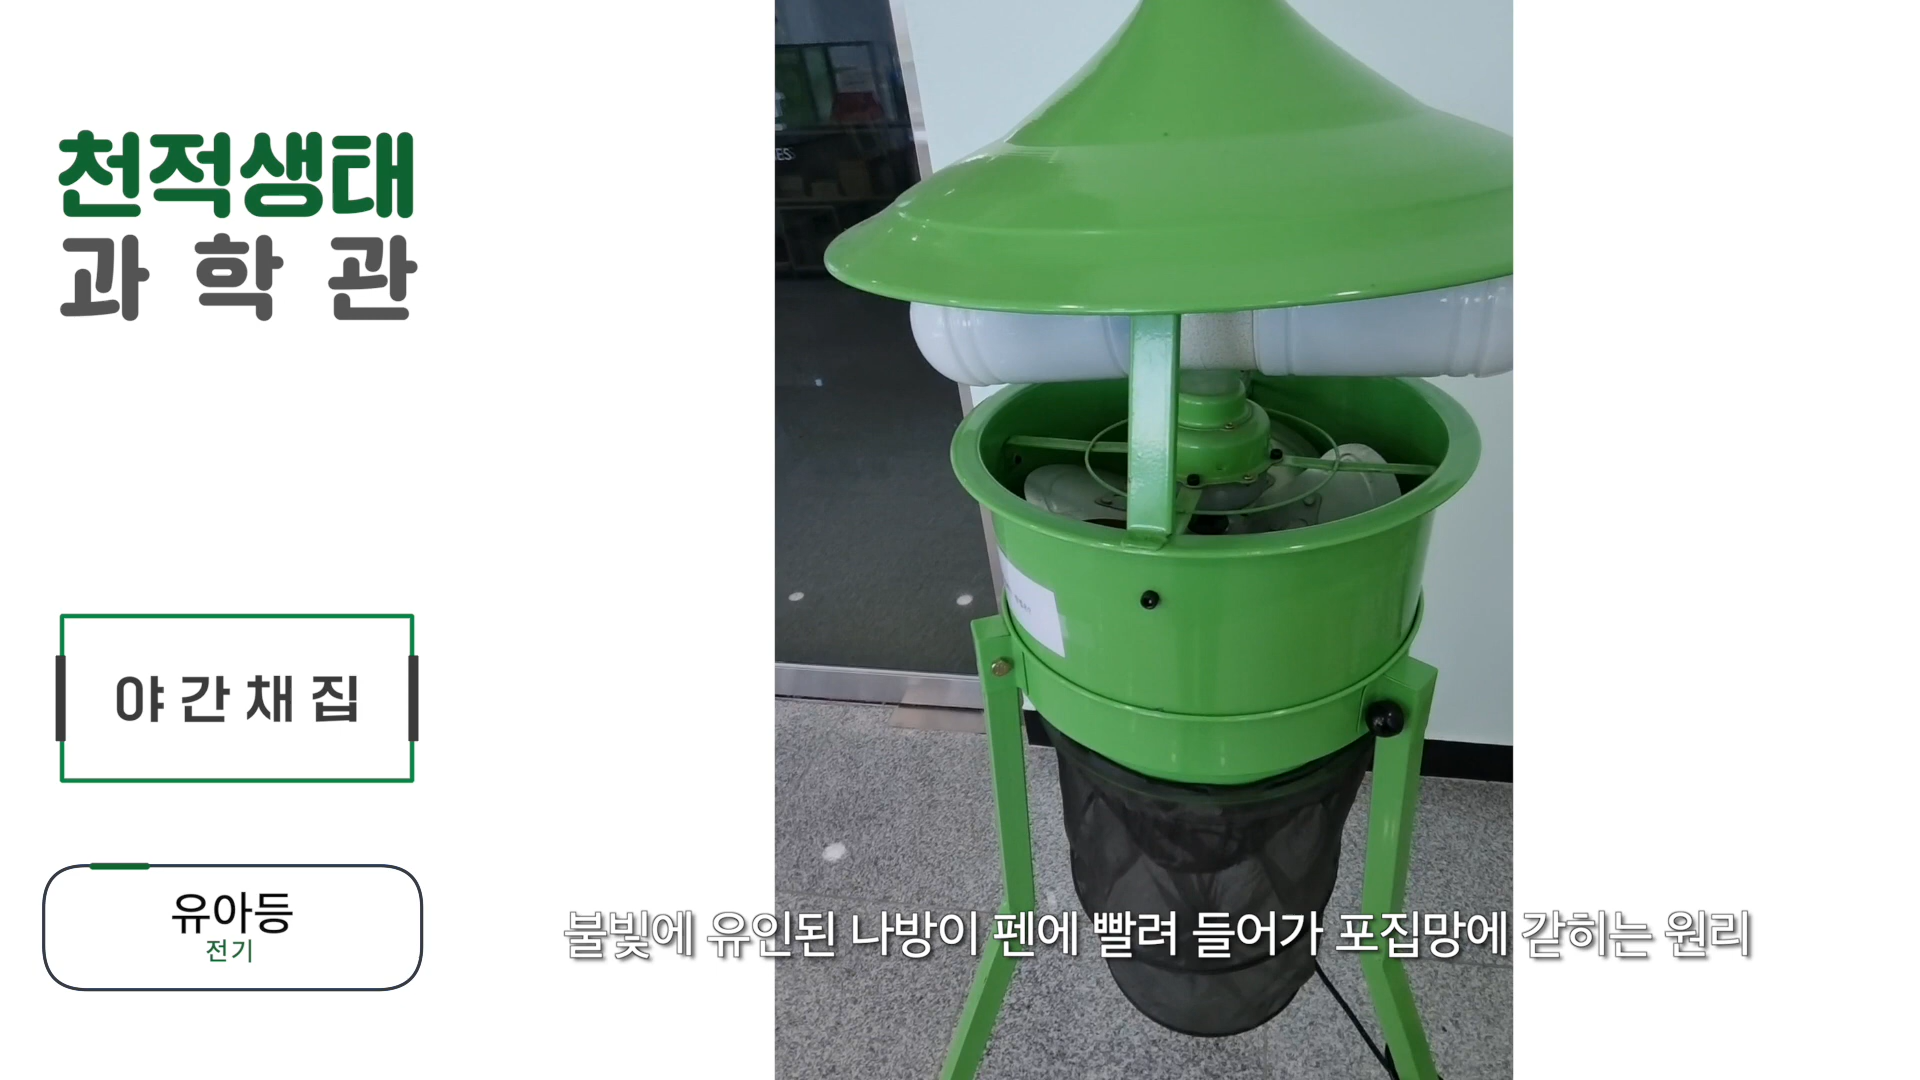 천적생태
과학관
야간채집
유아등
전기
불빛에 유인된 나방이 펜에 빨려 들어가 포집망에 갇히는 원리